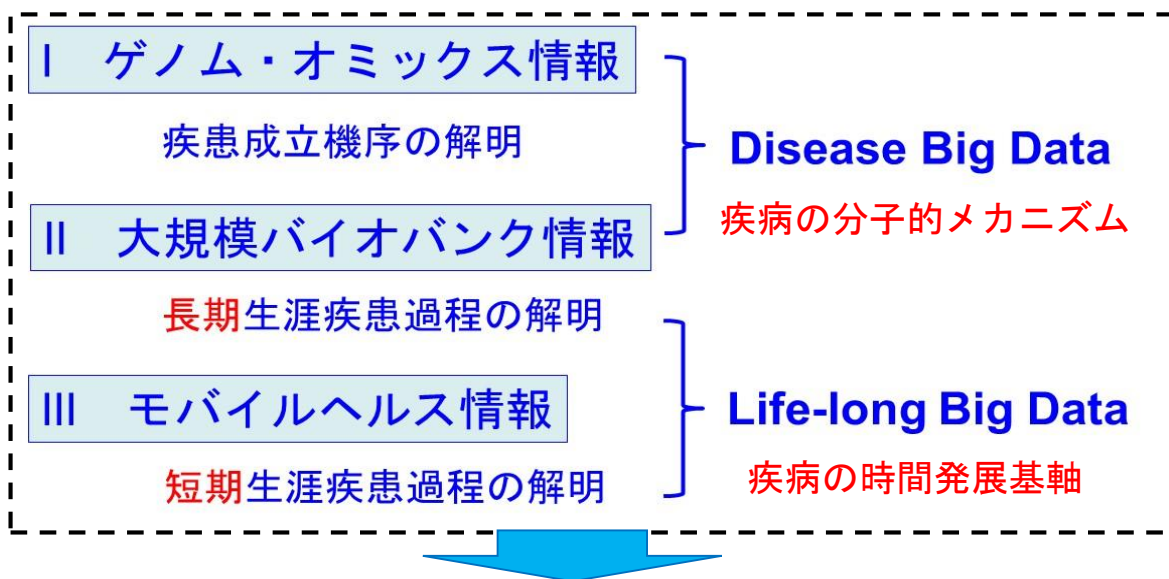 I ゲノム・オミックス情報
疾患成立機序の解明
II 大規模バイオバンク情報
長期生涯疾患過程の解明
III モバイルヘルス情報
短期生涯疾患過程の解明
Disease Big Data
疾病の分子的メカニズム
Life-long Big Data
疾病の時間発展基軸